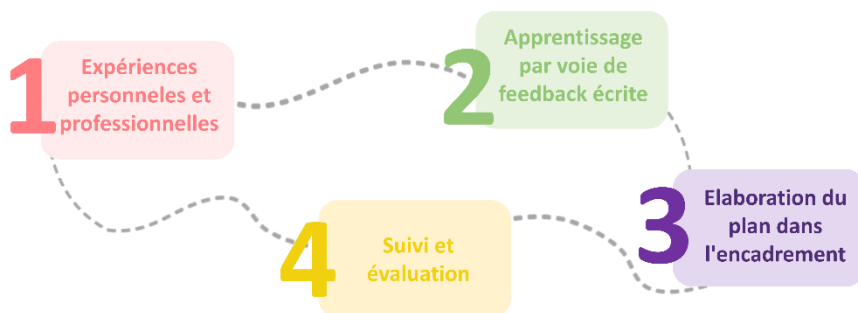 1
Expériences
personneles et
professionnelles
2
Apprentissage
par voie de
feedback écrite
3
Elaboration du
plan dans
l'encadrement
4
Suivi et
évaluation